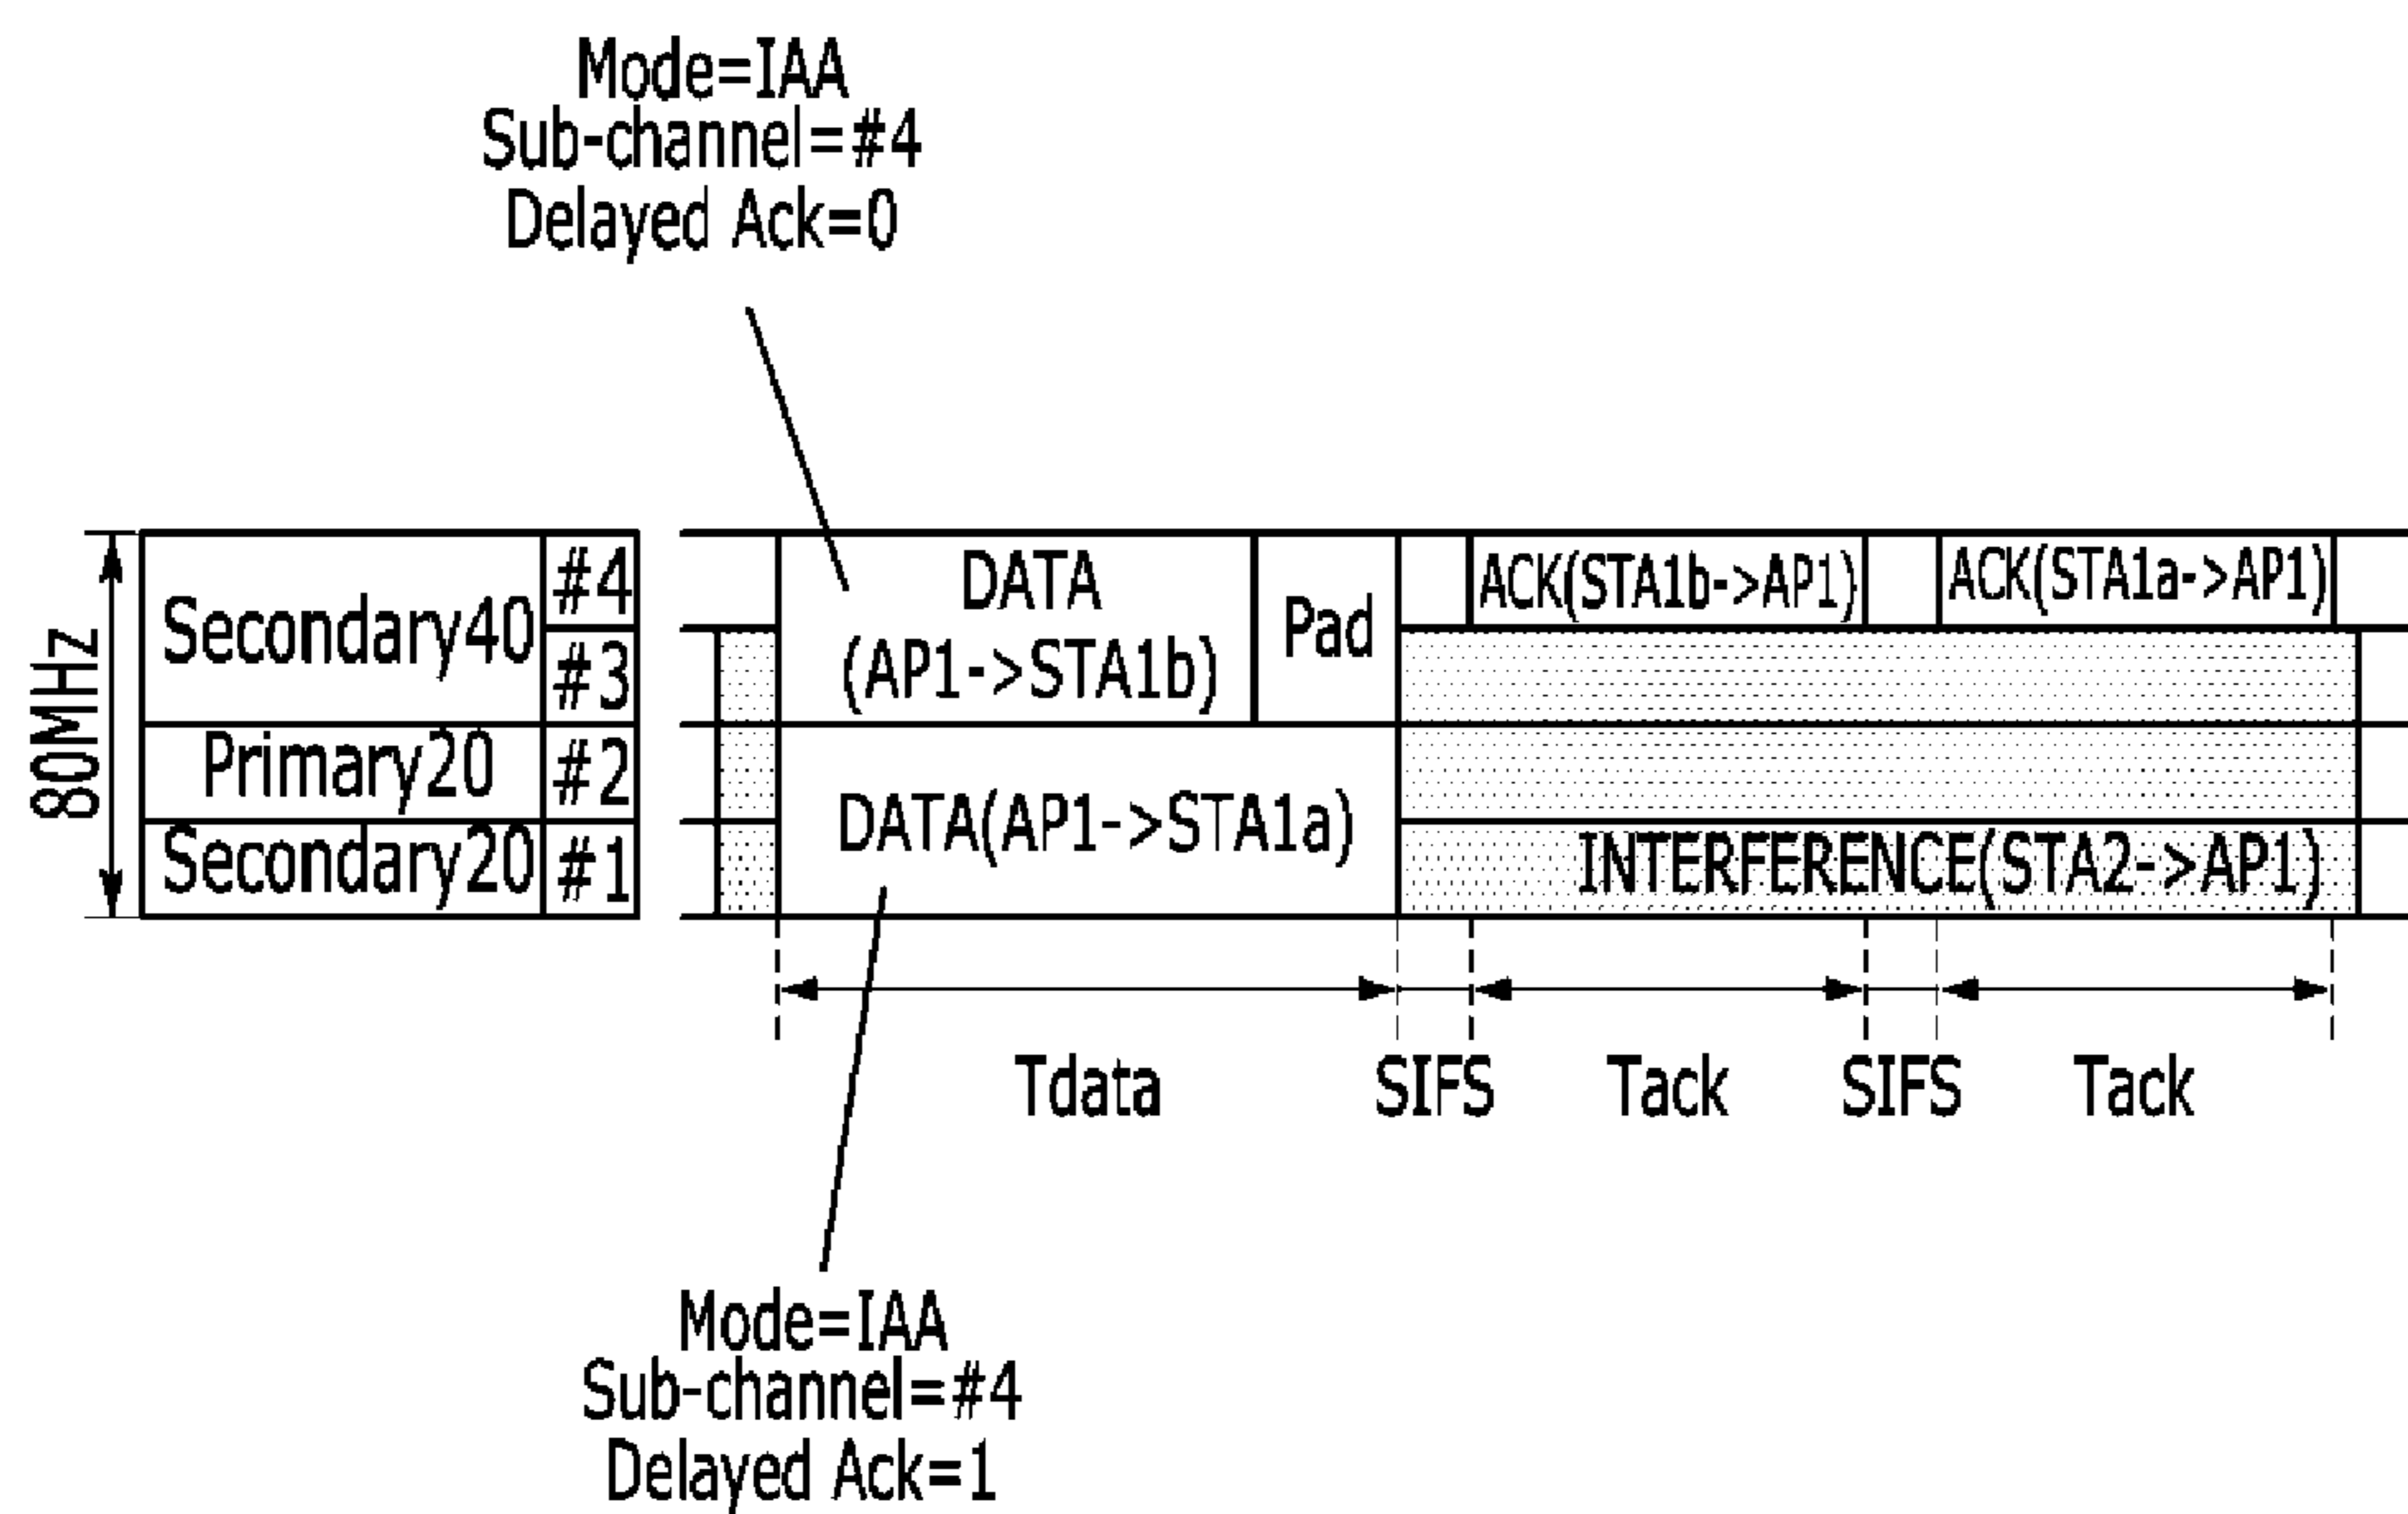 Mode=IAA
Sub-channel=#4
Delayed Ack=0
80MHz
Secondary40
#4
#3
Primary20
#2
Secondary20
#1
DATA
(AP1->STA1b)
Pad
ACK(STA1b->AP1)
ACK(STA1a->AP1)
DATA(AP1->STA1a)
INTERFERENCE(STA2->AP1)
Tdata
SIFS
Tack
SIFS
Tack
Mode=IAA
Sub-channel=#4
Delayed Ack=1